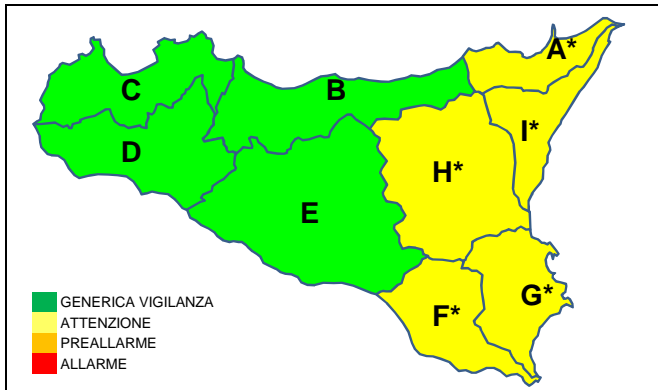 A*
C
B
I*
D
H*
E
GENERICA VIGILANZA
ATTENZIONE
PREALLARME
ALLARME
F*
G*